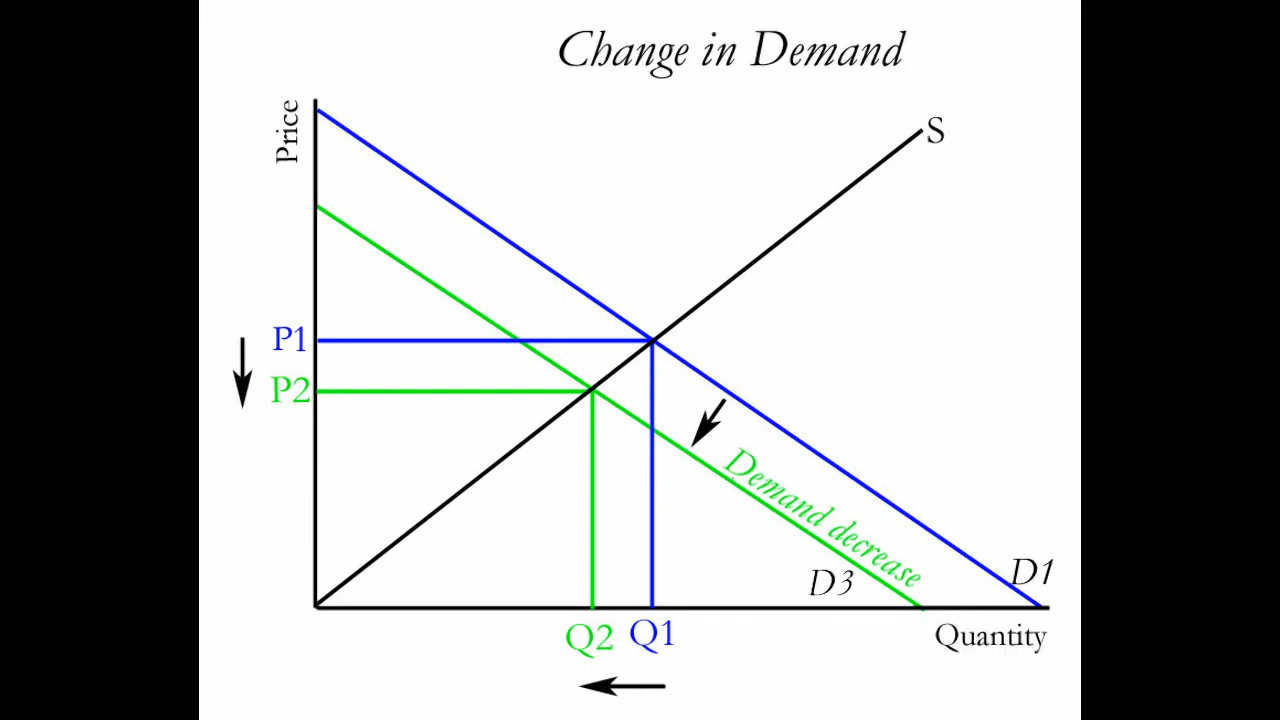 Change in Demand
Price
S
P1
P2
Demand decrease
D3
D1
Q2
Q1
Quantity